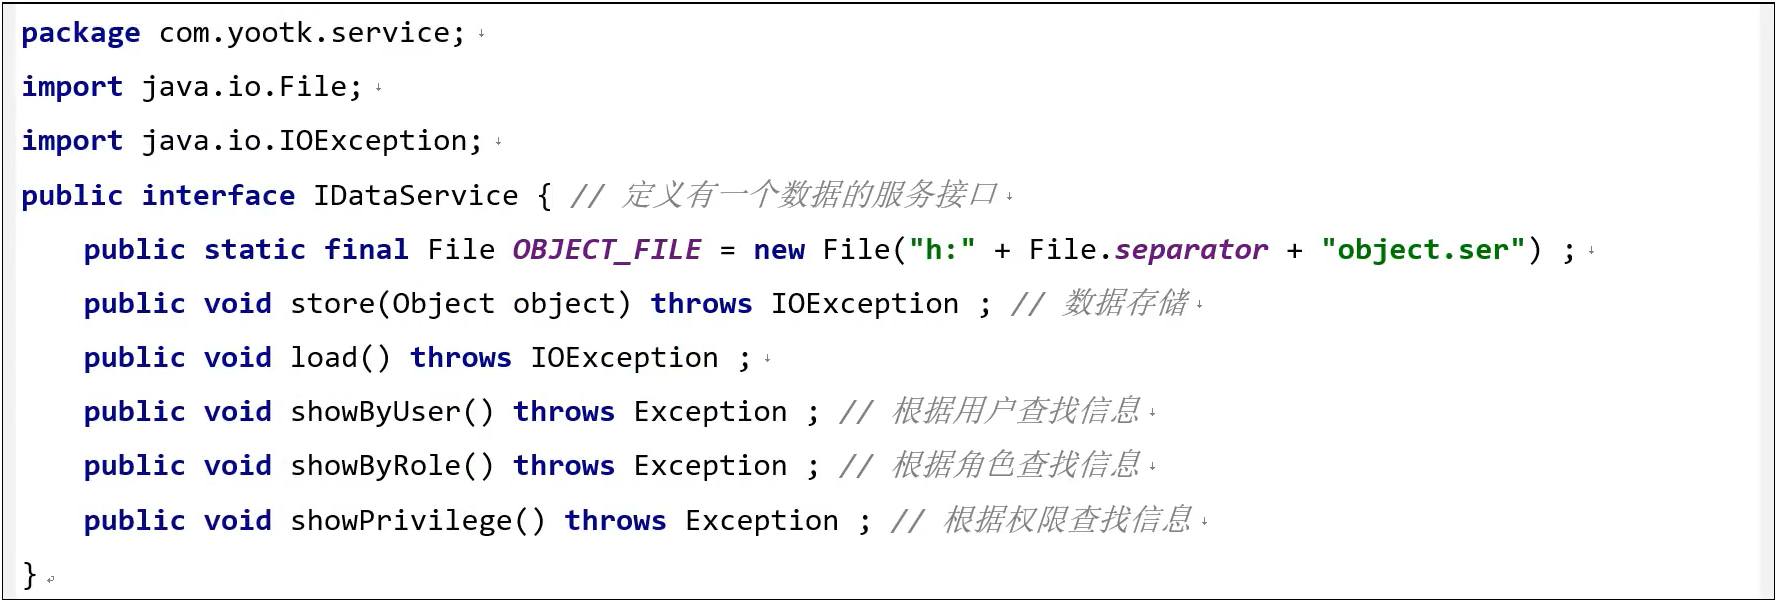 package com.yootk.service;
import java.io.File;
import java.io.IOException;
public interface IDataService { // 定义有一个数据的服务接口
    public static final File OBJECT_FILE = new File("h:" + File.separator + "object.ser") ;
    public void store(Object object) throws IOException ; // 数据存储
    public void load() throws IOException ;
    public void showByUser() throws Exception ; // 根据用户查找信息
    public void showByRole() throws Exception ; // 根据角色查找信息
    public void showPrivilege() throws Exception ; // 根据权限查找信息
}